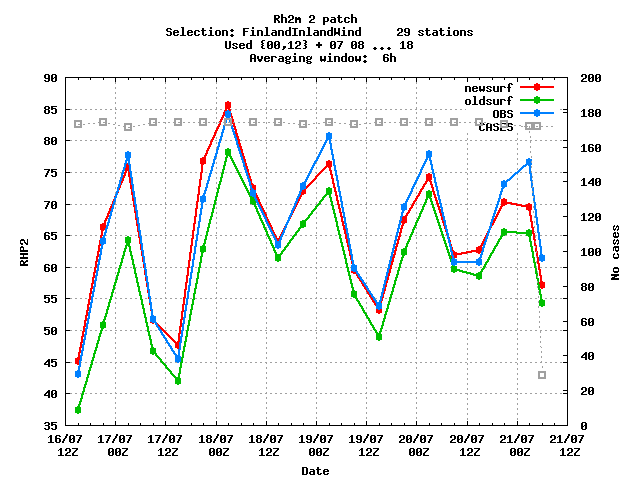 Rh2m 2 patch
Selection: FinlandInlandWind 29 stations
Used {00,12} + 07 08 ... 18
Averaging window: 6h
90
85
80
75
70
65
60
55
50
45
40
35
RHP2
200
180
160
140
120
100
80
60
40
20
0
No cases
newsurf
oldsurf
OBS
CASES
16/07 17/07 17/07 18/07 18/07 19/07 19/07 20/07 20/07 21/07 21/07
12Z 00Z 12Z 00Z 12Z 00Z 12Z 00Z 12Z 00Z 12Z
Date